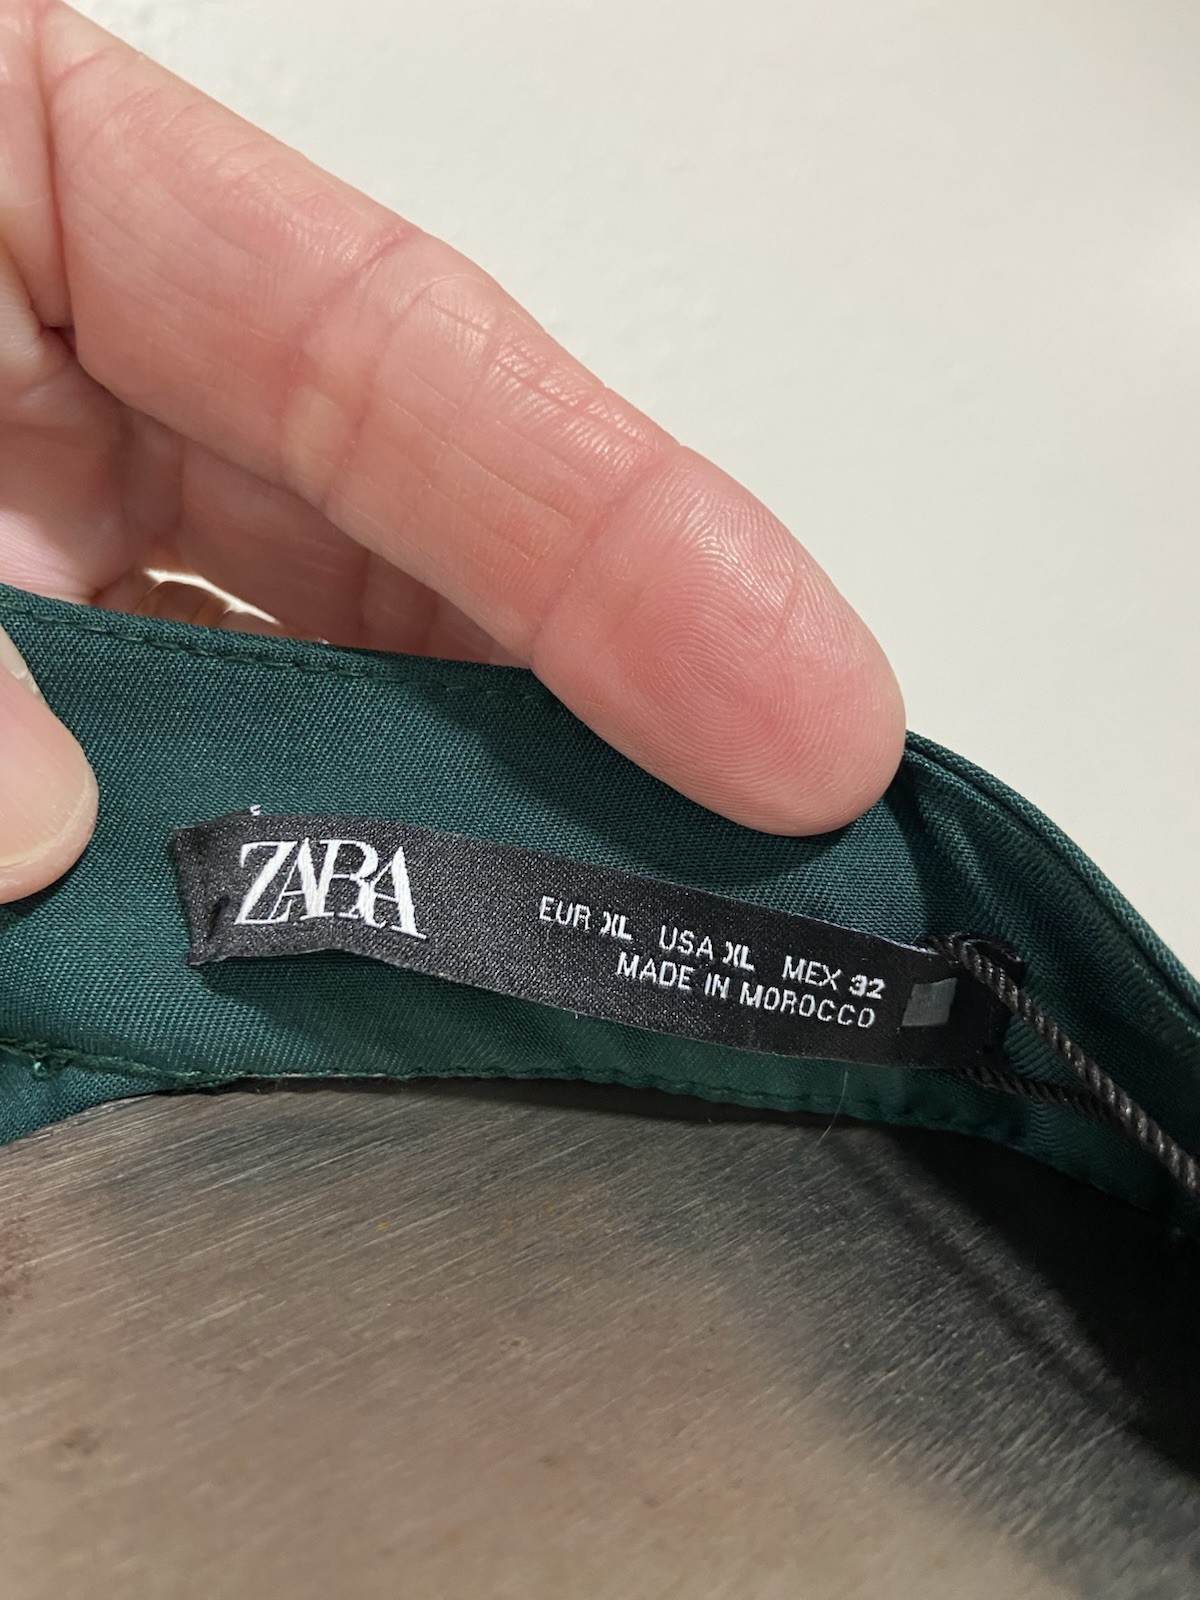 ZARA
EUR XL USA XL MEX 32
MADE IN MOROCCO